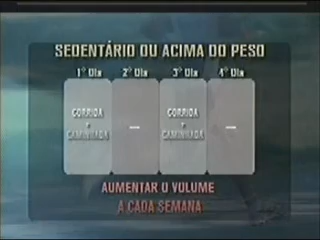 SEDENTÁRIO OU ACIMA DO PESO
1º DIA 2º DIA 3º DIA 4º DIA
CORRIDA
+
CAMINHADA
—
CORRIDA
+
CAMINHADA
—
AUMENTAR O VOLUME
A CADA SEMANA